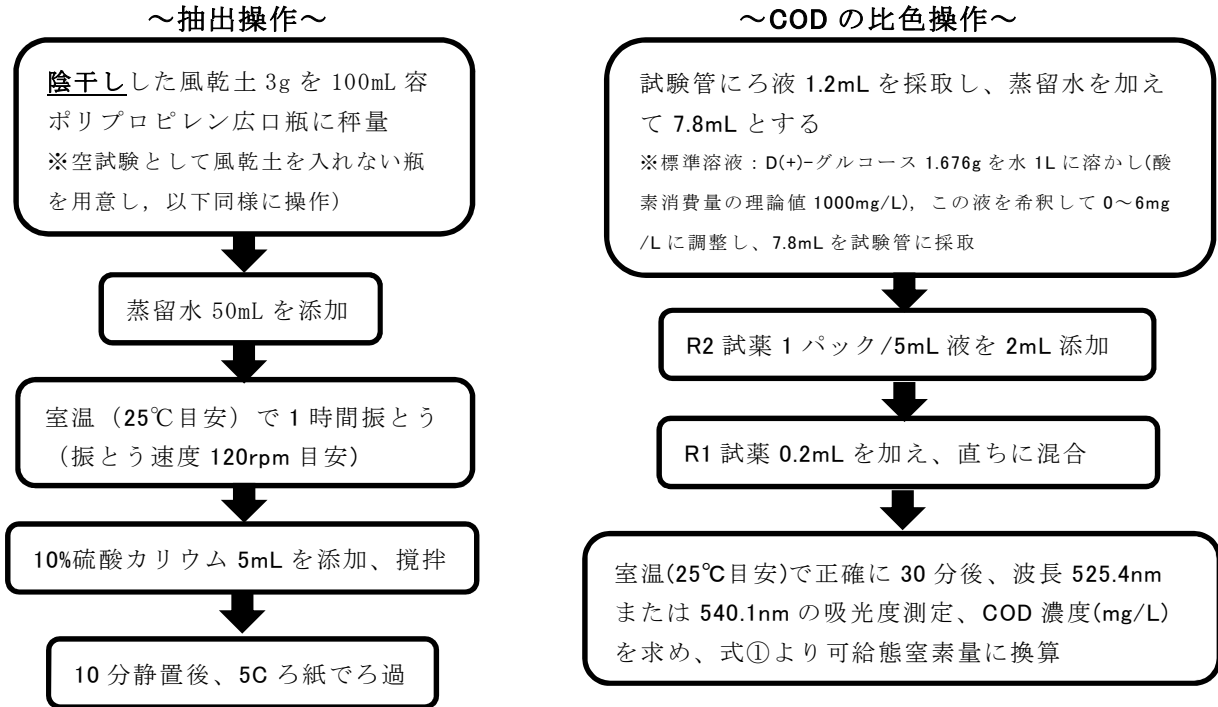 ～抽出操作～
陰干しした風乾土 3g を 100mL 容
ポリプロピレン広口瓶に秤量
※空試験として風乾土を入れない瓶
を用意し，以下同様に操作）
蒸留水 50mL を添加
室温（25℃目安）で 1 時間振とう
（振とう速度 120rpm 目安）
10%硫酸カリウム 5mL を添加、撹拌
10 分静置後、5C ろ紙でろ過
～COD の比色操作～
試験管にろ液 1.2mL を採取し、蒸留水を加え
て 7.8mL とする
※標準溶液：D(+)-グルコース 1.676g を水 1L に溶かし(酸
素消費量の理論値 1000mg/L)，この液を希釈して 0～6mg
/L に調整し、7.8mL を試験管に採取
R2 試薬 1 パック/5mL 液を 2mL 添加
R1 試薬 0.2mL を加え、直ちに混合
室温(25℃目安)で正確に 30 分後、波長 525.4nm
または 540.1nm の吸光度測定、COD 濃度(mg/L)
を求め、式①より可給態窒素量に換算